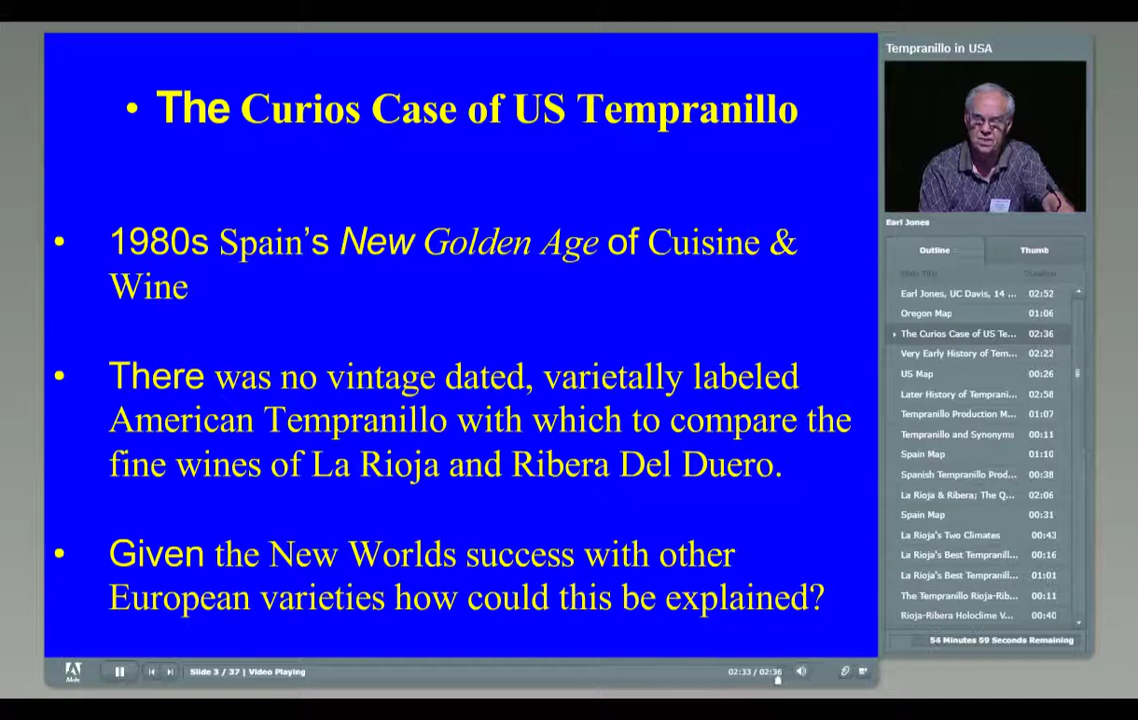 Tempranillo in USA
• The Curios Case of US Tempranillo
• 1980s Spain's New Golden Age of Cuisine &
Wine
• There was no vintage dated, varietally labeled
American Tempranillo with which to compare the
fine wines of La Rioja and Ribera Del Duero.
• Given the New Worlds success with other
European varieties how could this be explained?
Earl Jones
Outline Thumb
Slide Title Duration
Earl Jones, UC Davis, 14 ... 02:52
Oregon Map 01:06
The Curios Case of US Te... 02:36
Very Early History of Tem... 02:22
US Map 00:26
Later History of Temprani... 02:58
Tempranillo Production M... 01:07
Tempranillo and Synonyms 00:11
Spain Map 01:10
Spanish Tempranillo Prod... 00:38
La Rioja & Ribera; The Q... 02:06
Spain Map 00:31
La Rioja's Two Climates 00:43
La Rioja's Best Tempranill... 00:16
La Rioja's Best Tempranill... 01:01
The Tempranillo Rioja-Rib... 00:11
Rioja-Ribera Holoclime V... 00:40
54 Minutes 59 Seconds Remaining
Adobe
Slide 3 / 37 | Video Playing
02:33 / 02:36